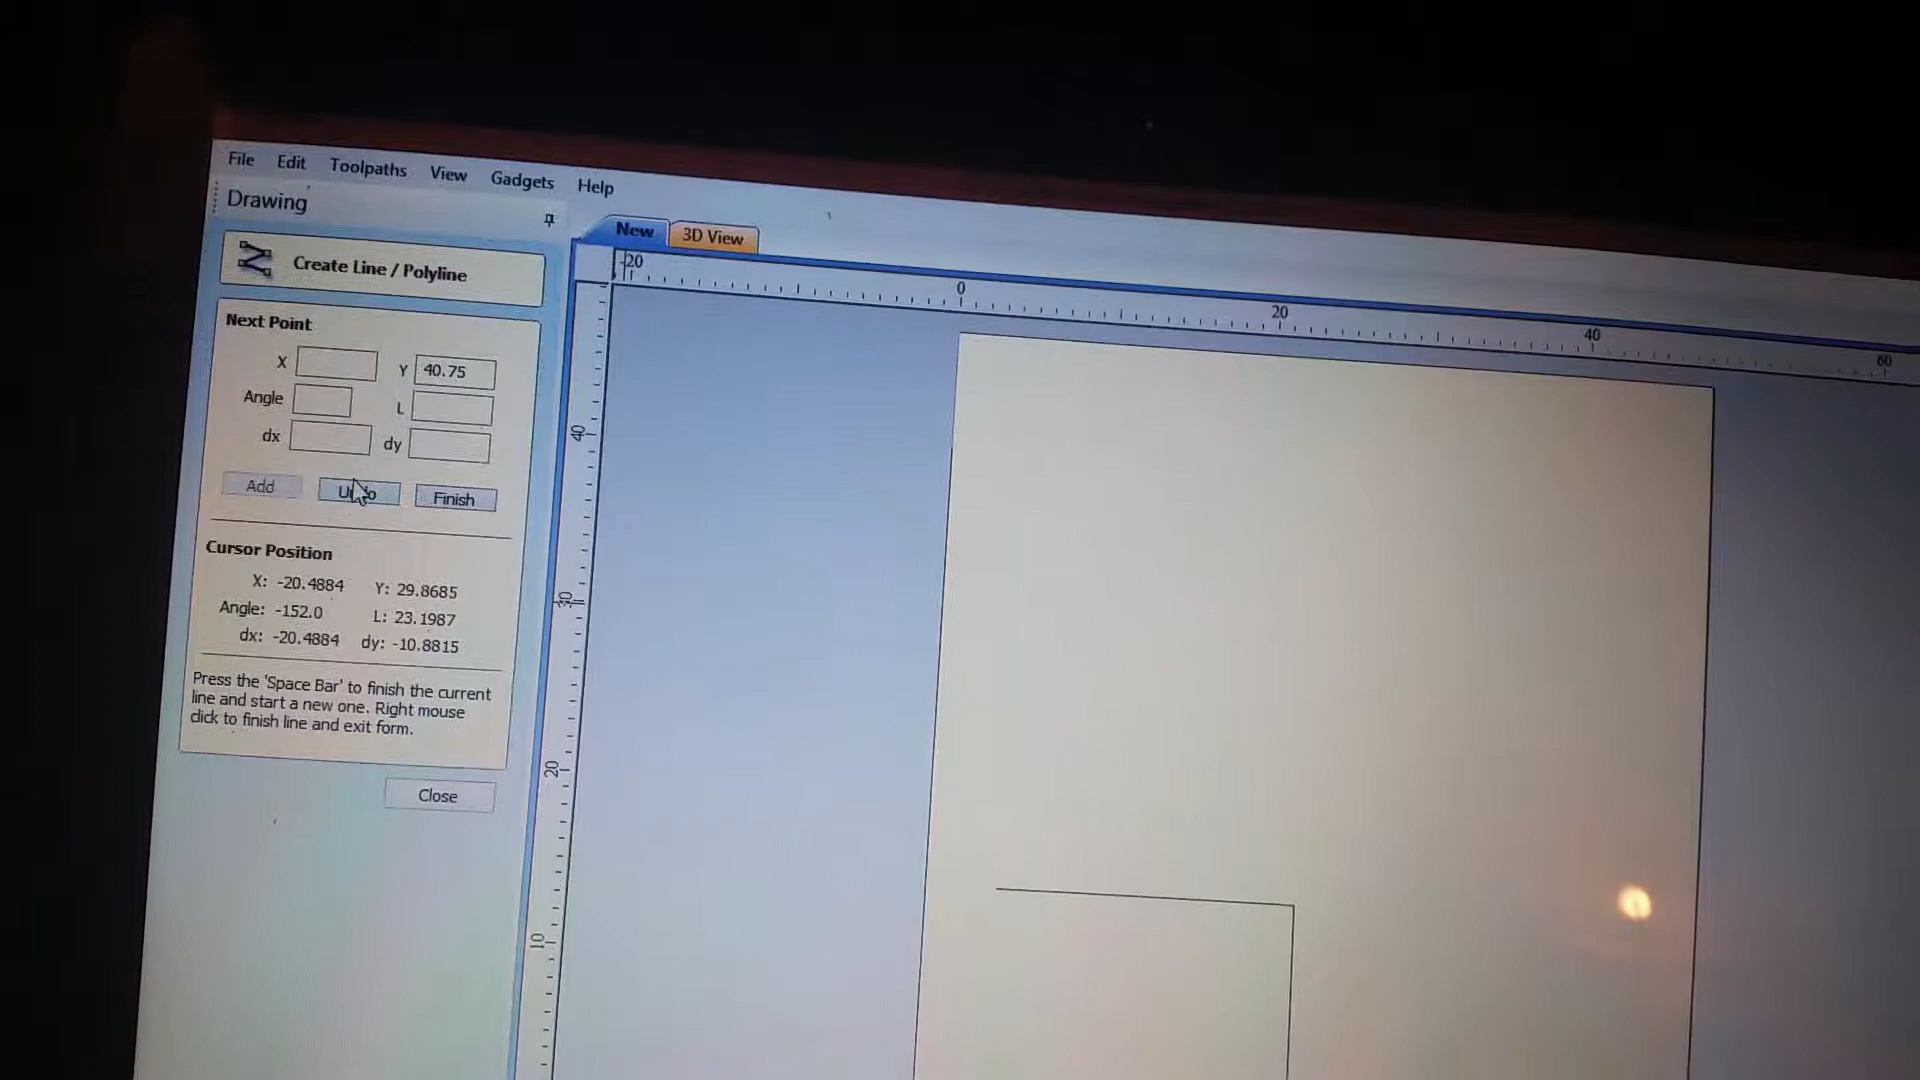 File Edit Toolpaths View Gadgets Help
Drawing
New 3D View
Create Line / Polyline
-20 0 20 40 60
Next Point
X Y 40.75
Angle L
dx dy
40
Add Undo Finish
Cursor Position
X: -20.4884 Y: 29.8685
30
Angle: -152.0 L: 23.1987
dx: -20.4884 dy: -10.8815
Press the 'Space Bar' to finish the current
line and start a new one. Right mouse
click to finish line and exit form.
20
Close
10